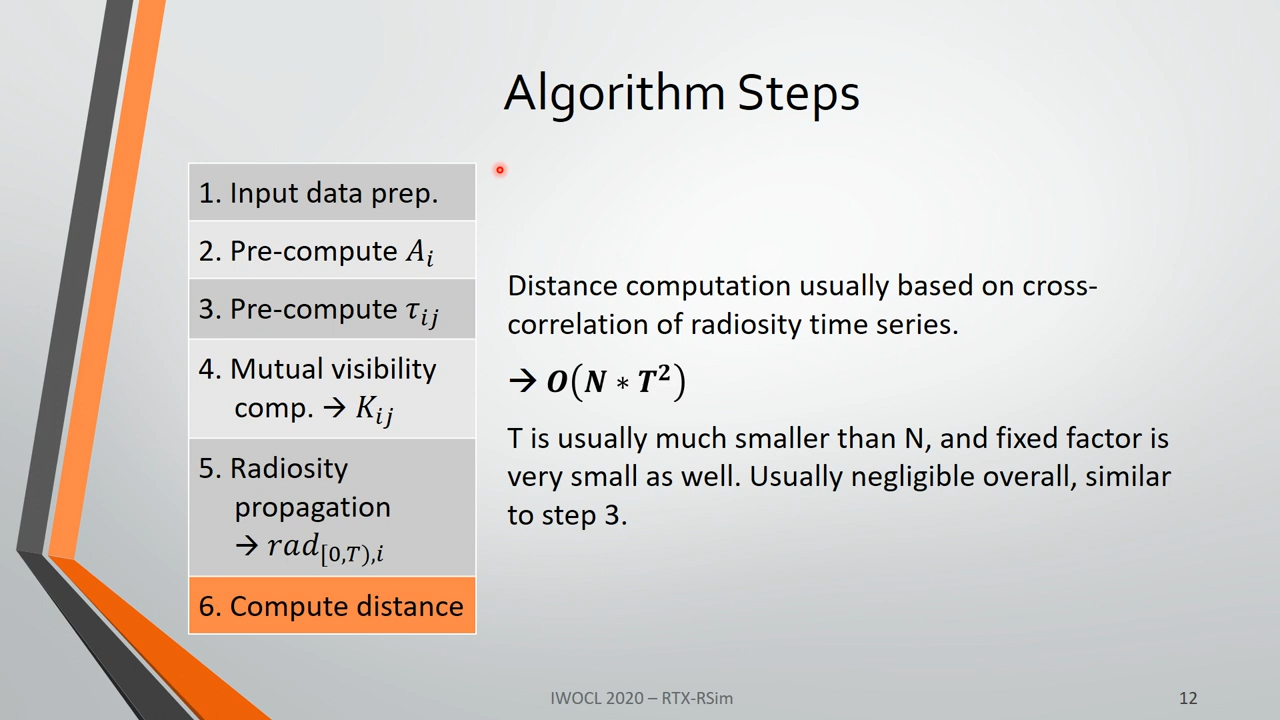 Algorithm Steps
1. Input data prep.
2. Pre-compute A_i
3. Pre-compute τ_ij
4. Mutual visibility
comp. → K_ij
5. Radiosity
propagation
→ rad_[0,T),i
6. Compute distance
Distance computation usually based on cross-
correlation of radiosity time series.
→ O(N * T²)
T is usually much smaller than N, and fixed factor is
very small as well. Usually negligible overall, similar
to step 3.
IWOCL 2020 – RTX-RSim
12